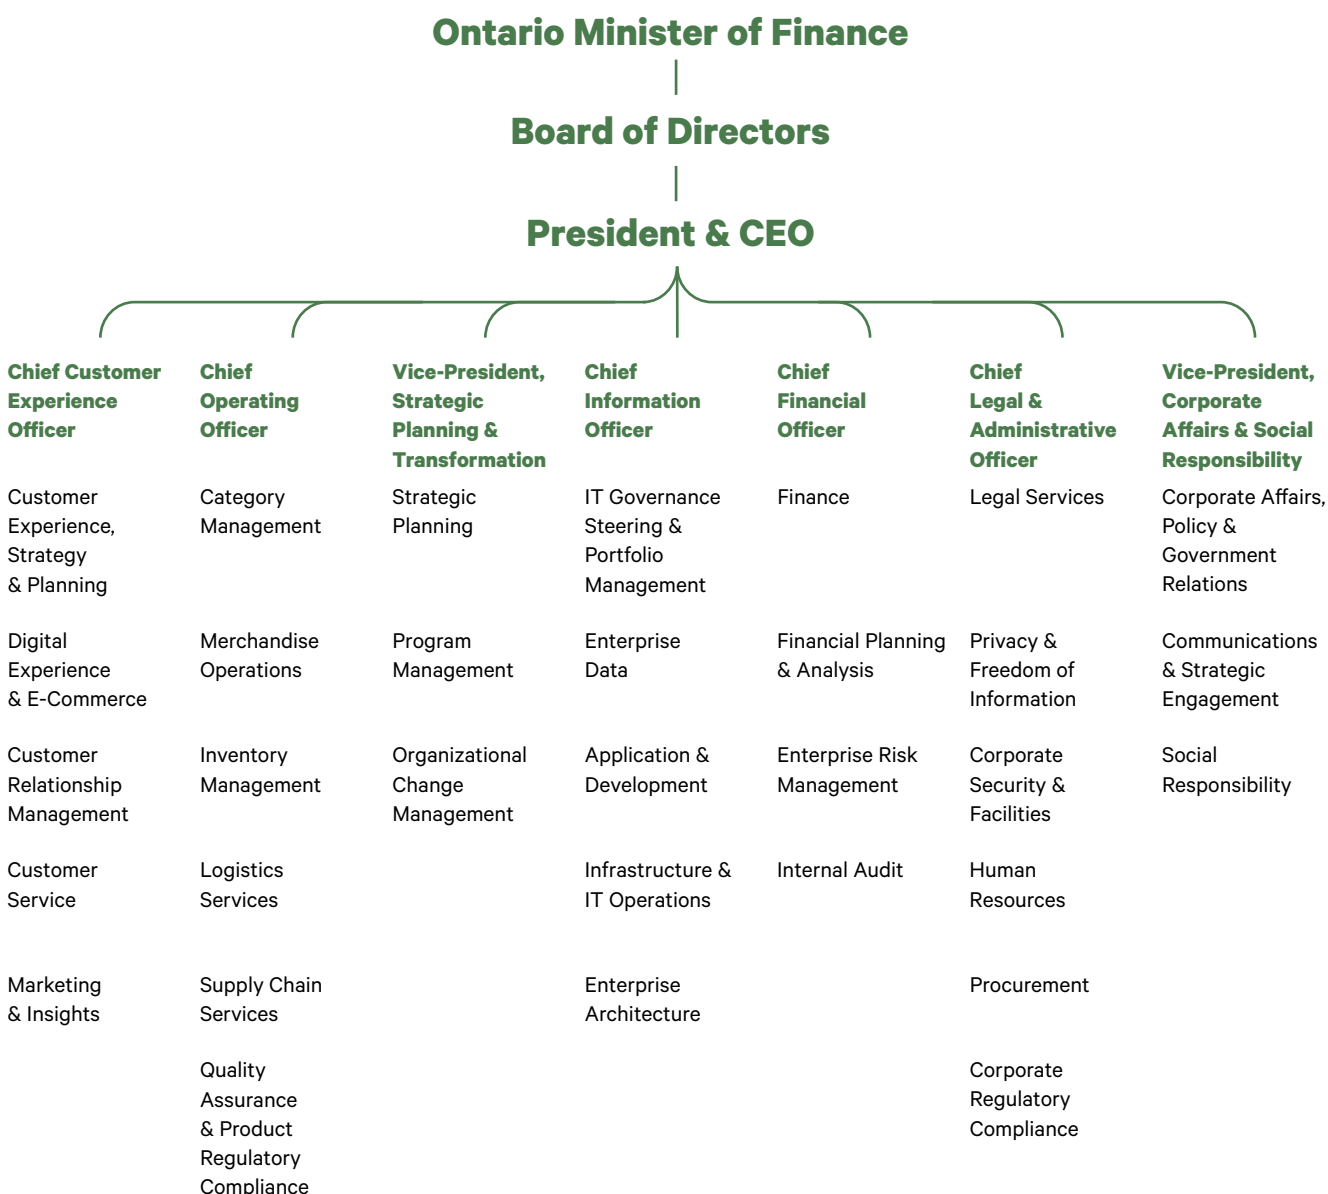 Ontario Minister of Finance
Board of Directors
President & CEO
Chief Customer
Experience
Officer
Customer
Experience,
Strategy
& Planning
Digital
Experience
& E-Commerce
Customer
Relationship
Management
Customer
Service
Marketing
& Insights
Chief
Operating
Officer
Category
Management
Merchandise
Operations
Inventory
Management
Logistics
Services
Supply Chain
Services
Quality
Assurance
& Product
Regulatory
Compliance
Vice-President,
Strategic
Planning &
Transformation
Strategic
Planning
Program
Management
Organizational
Change
Management
Chief
Information
Officer
IT Governance
Steering &
Portfolio
Management
Enterprise
Data
Application &
Development
Infrastructure &
IT Operations
Enterprise
Architecture
Chief
Financial
Officer
Finance
Financial Planning
& Analysis
Enterprise Risk
Management
Internal Audit
Chief
Legal &
Administrative
Officer
Legal Services
Privacy &
Freedom of
Information
Corporate
Security &
Facilities
Human
Resources
Procurement
Corporate
Regulatory
Compliance
Vice-President,
Corporate
Affairs & Social
Responsibility
Corporate Affairs,
Policy &
Government
Relations
Communications
& Strategic
Engagement
Social
Responsibility